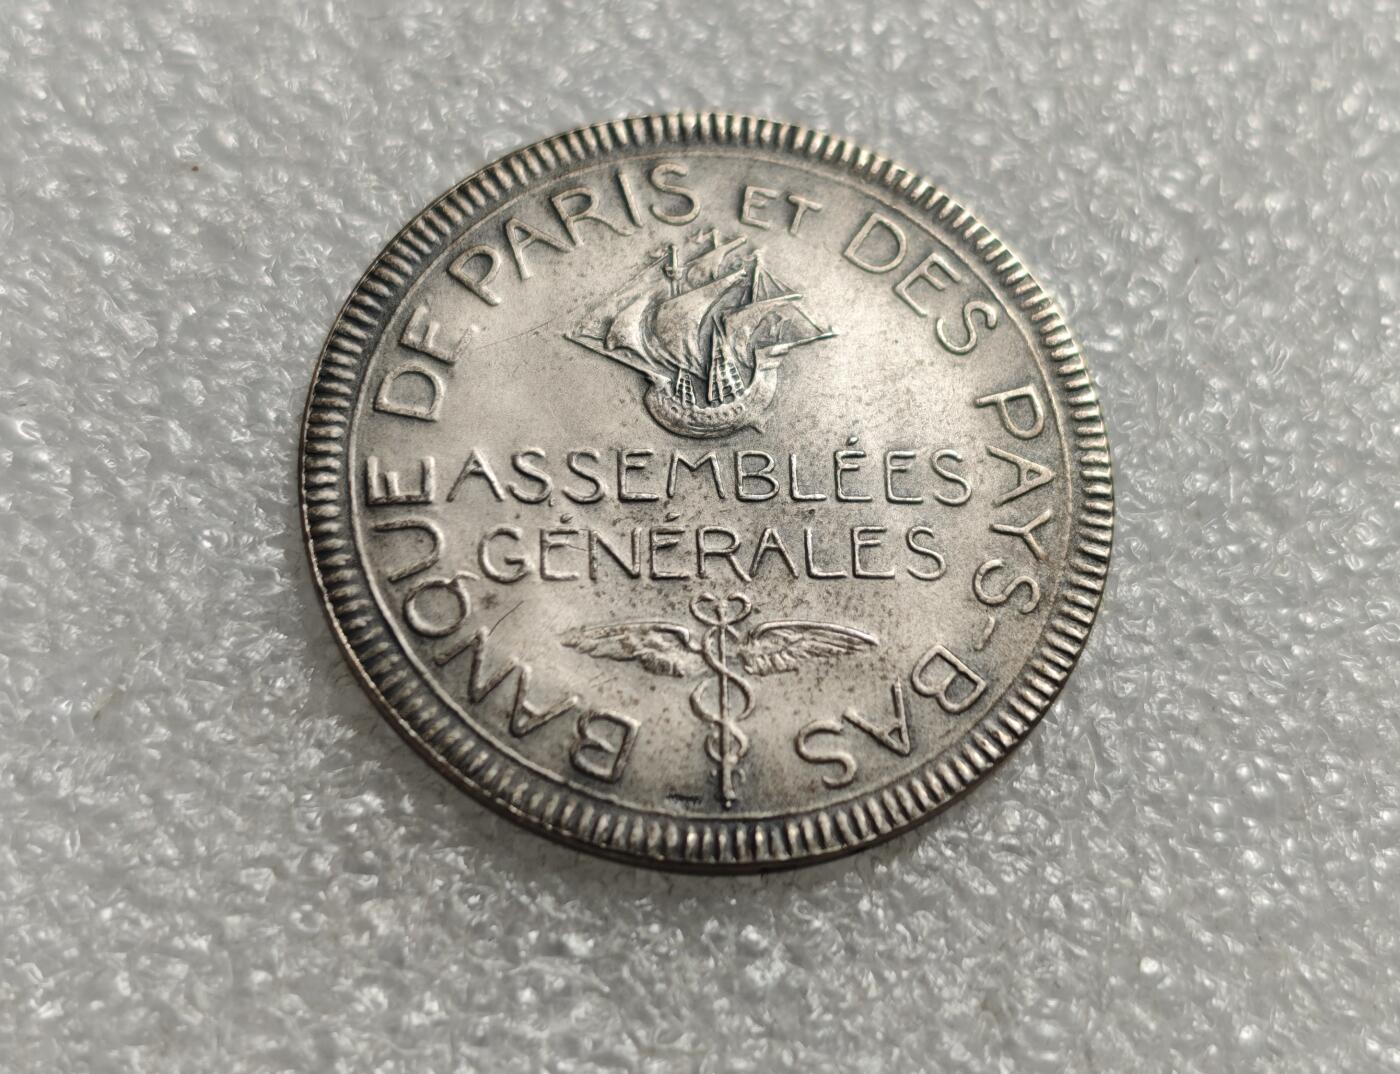 BANQUE DE PARIS ET DES PAYS-BAS
ASSEMBLÉES
GÉNÉRALES